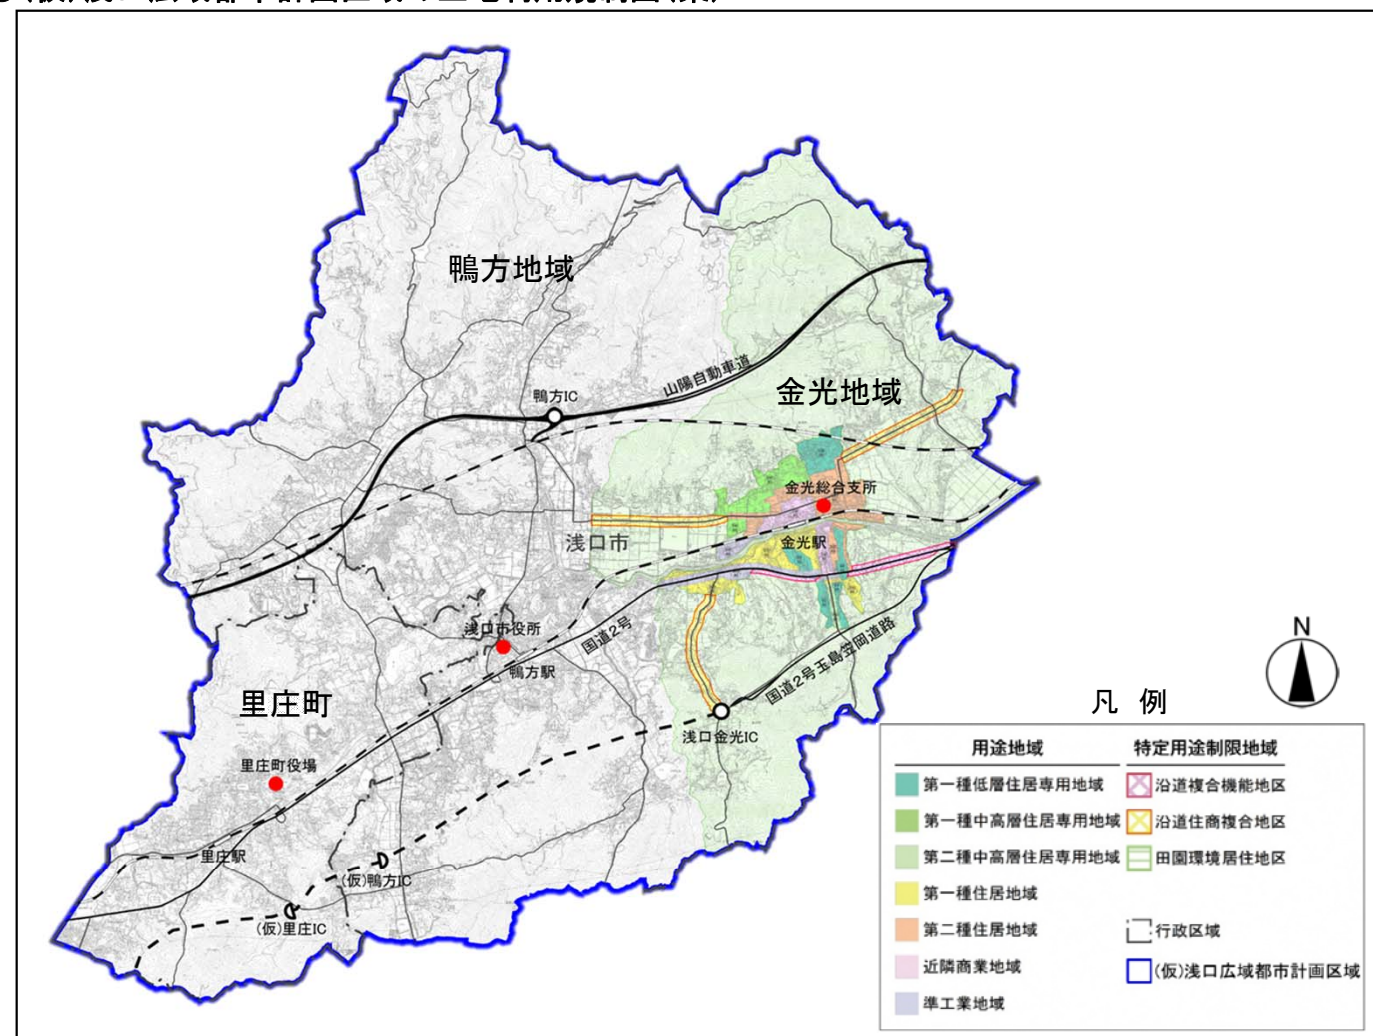 鴨方地域
山陽自動車道
鴨方IC
金光地域
金光総合支所
浅口市
金光駅
浅口市役所
国道2号
鴨方駅
国道2号玉島笠岡道路
里庄町
浅口金光IC
里庄町役場
里庄駅
(仮)鴨方IC
(仮)里庄IC
N
凡 例
用途地域
特定用途制限地域
第一種低層住居専用地域
沿道複合機能地区
第一種中高層住居専用地域
沿道住商複合地区
第二種中高層住居専用地域
田園環境居住地区
第一種住居地域
第二種住居地域
行政区域
近隣商業地域
(仮)浅口広域都市計画区域
準工業地域